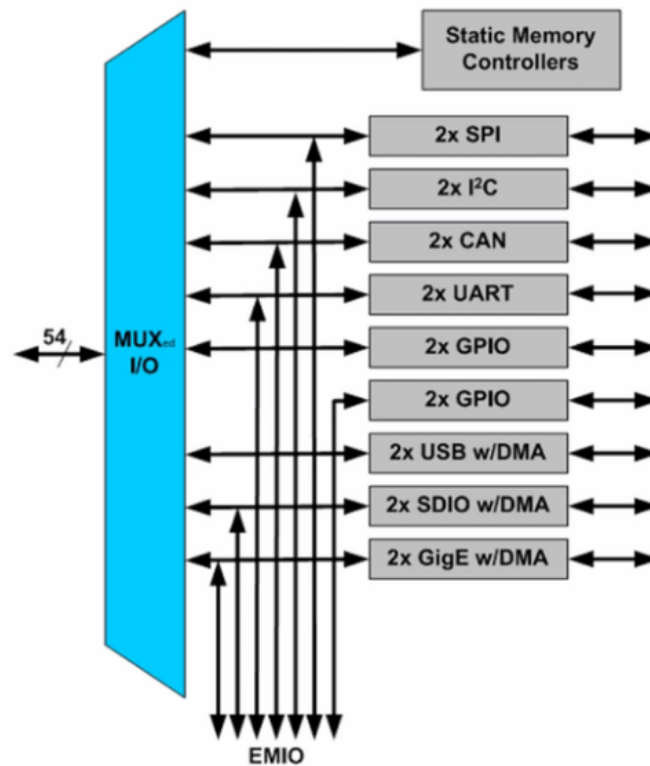 Static Memory
Controllers
2x SPI
2x I²C
2x CAN
2x UART
54
MUXed
I/O
2x GPIO
2x GPIO
2x USB w/DMA
2x SDIO w/DMA
2x GigE w/DMA
EMIO